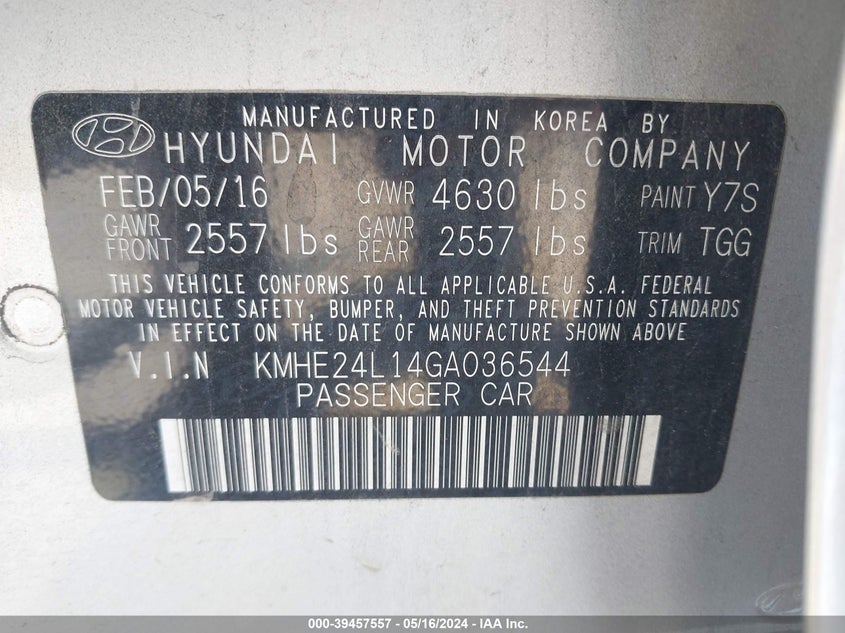 MANUFACTURED IN KOREA BY
HYUNDAI MOTOR COMPANY
FEB/05/16 GVWR 4630 lbs PAINT Y7S
GAWR FRONT 2557 lbs GAWR REAR 2557 lbs TRIM TGG
THIS VEHICLE CONFORMS TO ALL APPLICABLE U.S.A. FEDERAL
MOTOR VEHICLE SAFETY, BUMPER, AND THEFT PREVENTION STANDARDS
IN EFFECT ON THE DATE OF MANUFACTURE SHOWN ABOVE
V.I.N KMHE24L14GA036544
PASSENGER CAR
000-39457557 - 05/16/2024 - IAA Inc.